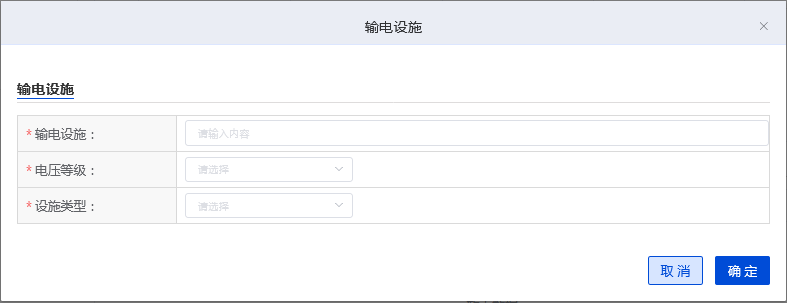 输电设施
输电设施
* 输电设施： 请输入内容
* 电压等级： 请选择
* 设施类型： 请选择
取消 确定